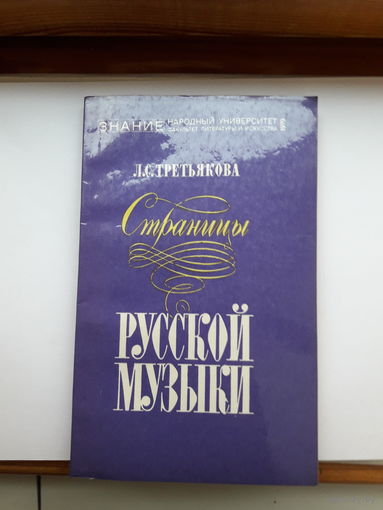 ЗНАНИЕ НАРОДНЫЙ УНИВЕРСИТЕТ
ФАКУЛЬТЕТ ЛИТЕРАТУРЫ И ИСКУССТВА
Л.С.ТРЕТЬЯКОВА
Страницы
РУССКОЙ
МУЗЫКИ